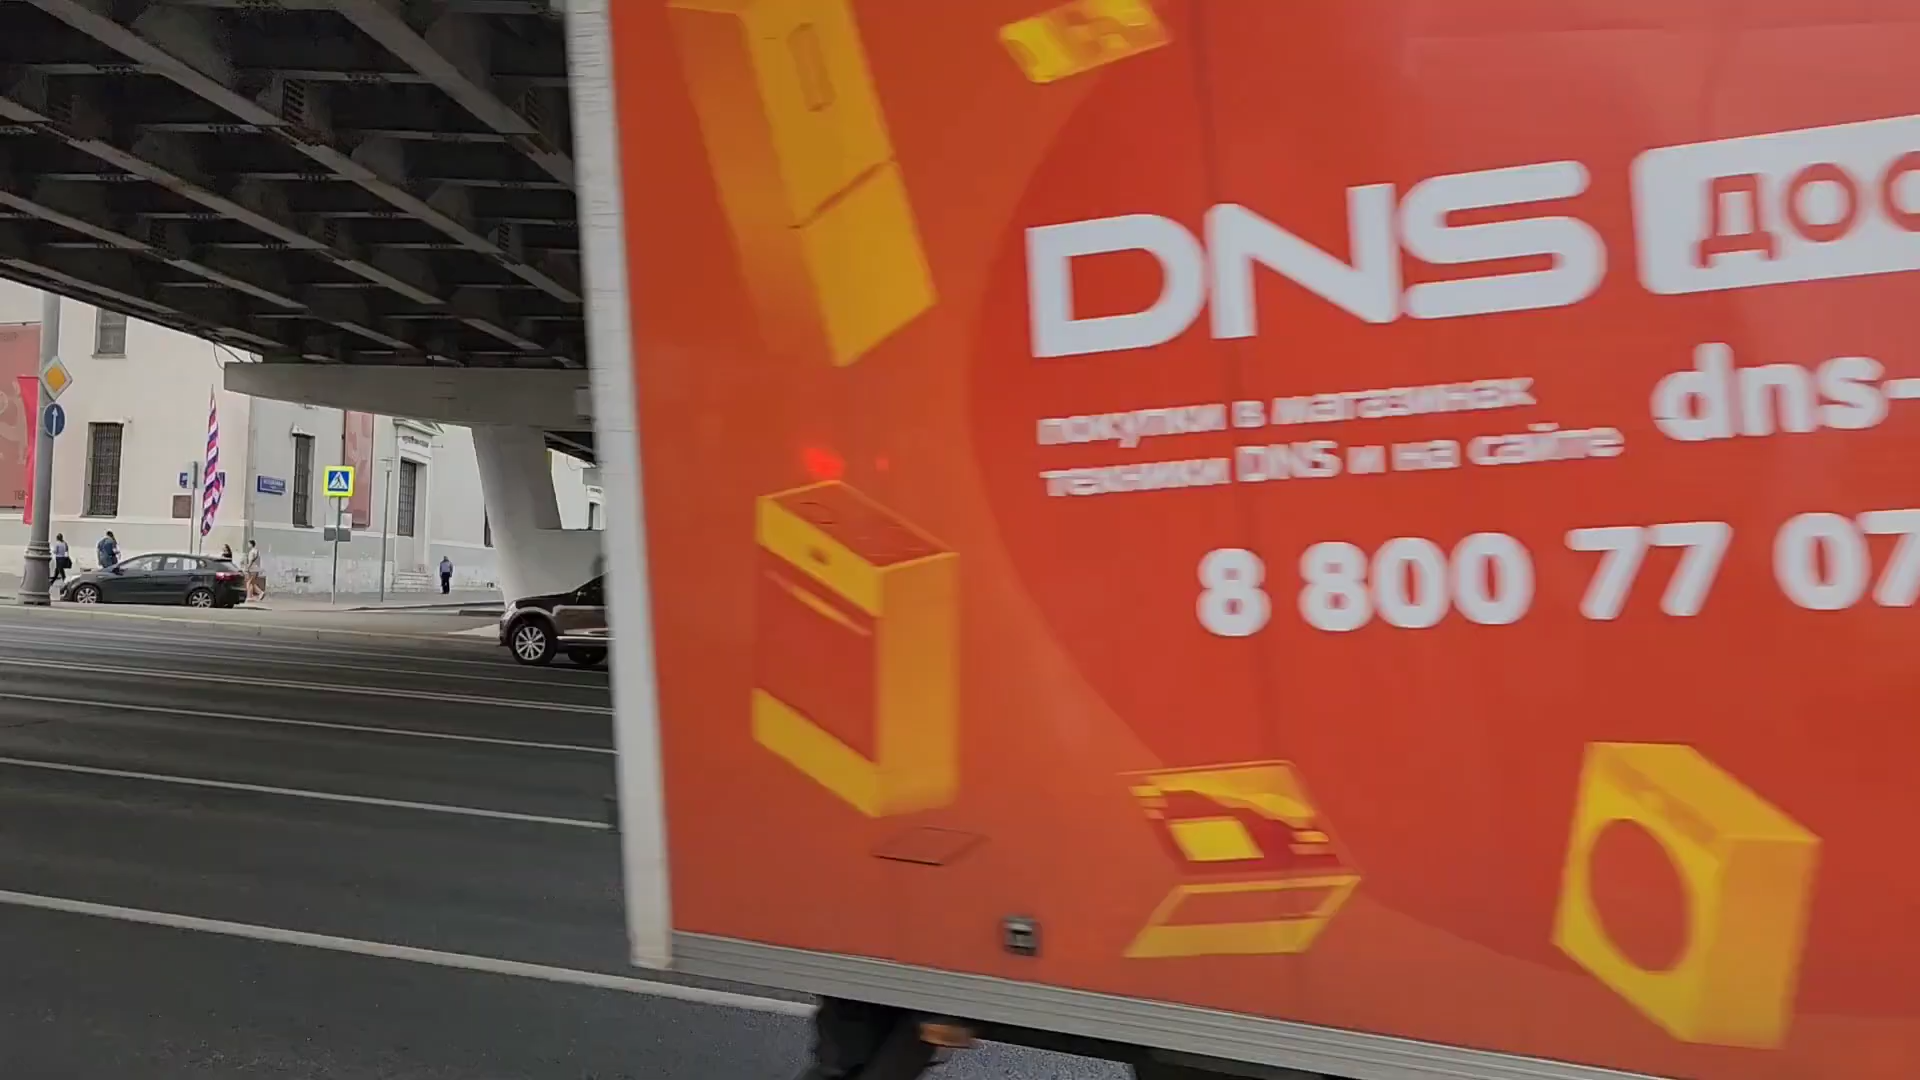 DNS ДОС
покупки в магазинах
техники DNS и на сайте
dns-
8 800 77 07